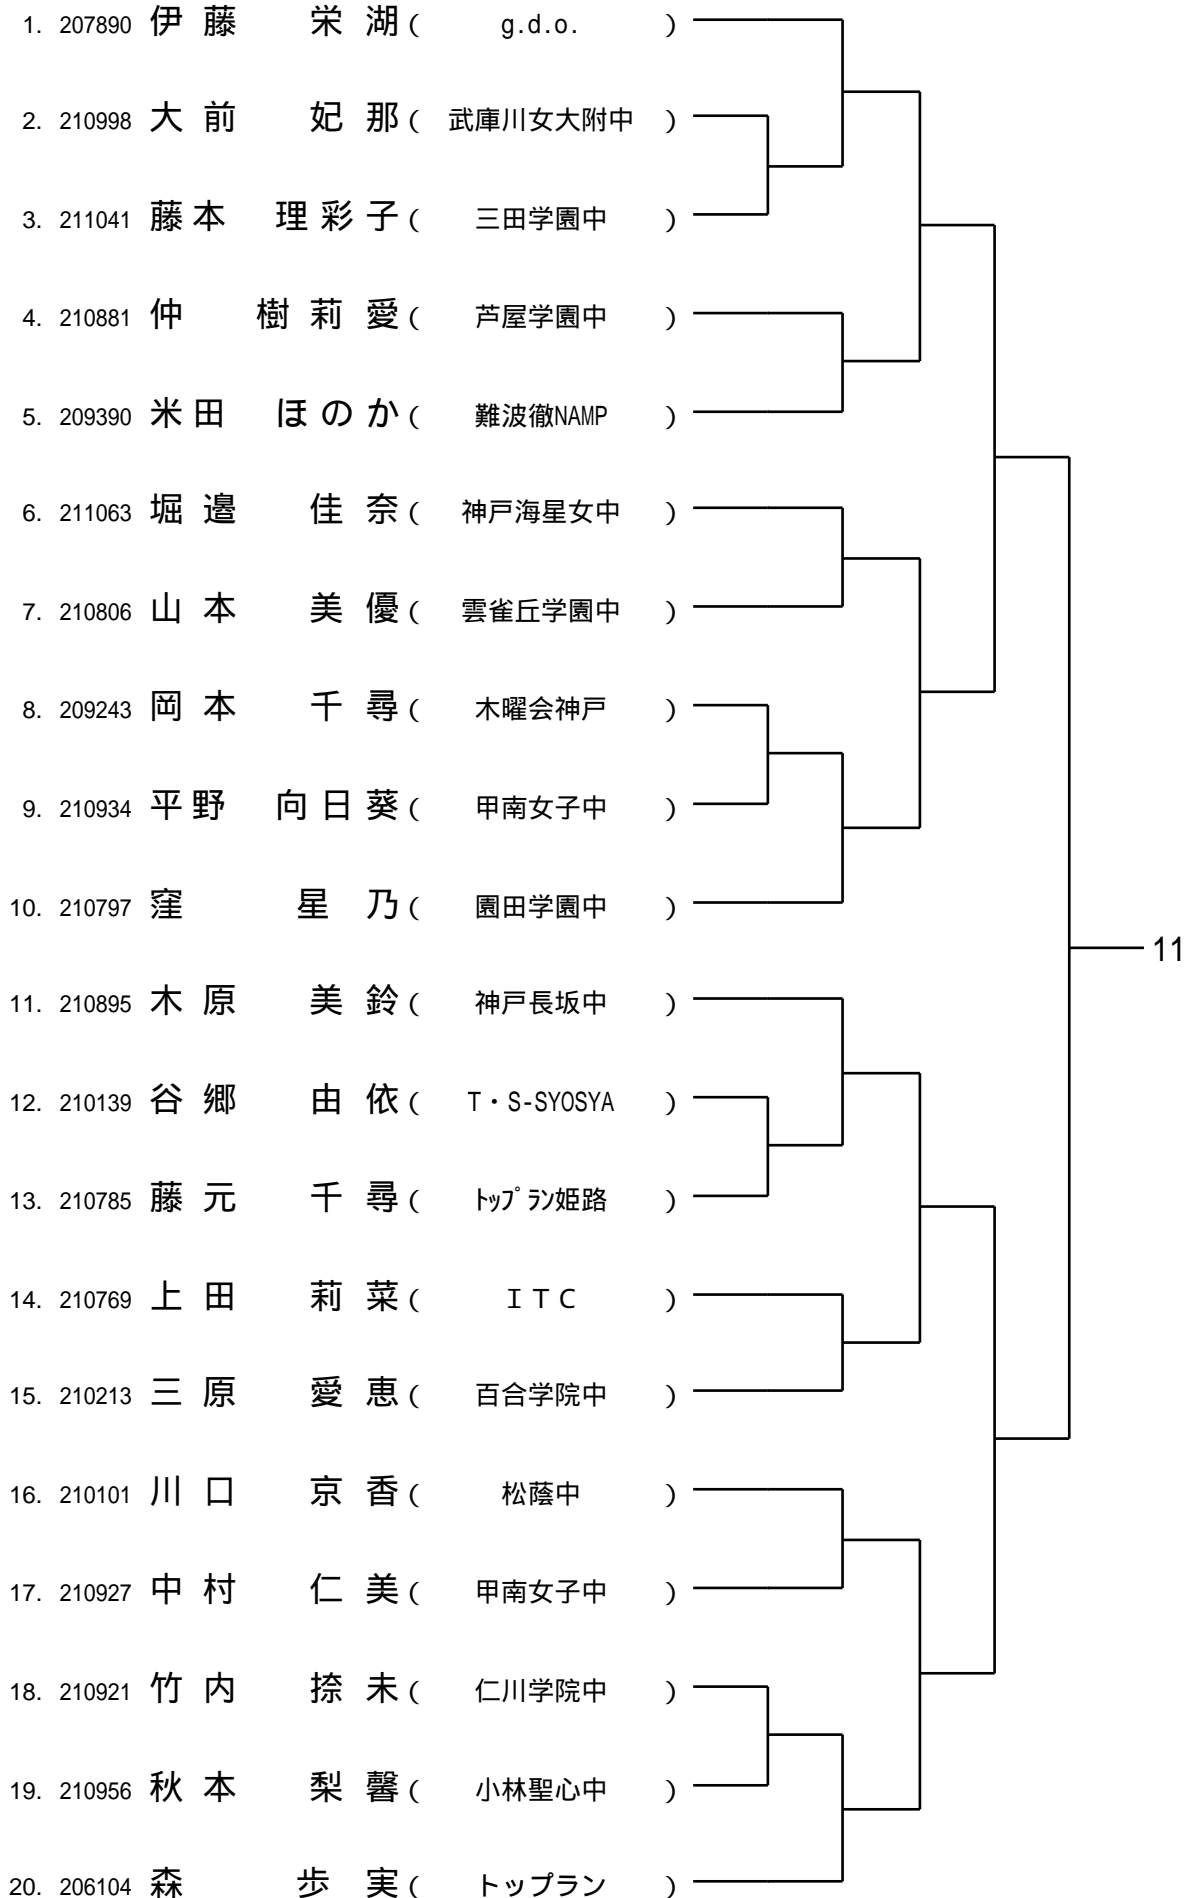 1. 207890 伊藤 栄湖 ( g.d.o. )
2. 210998 大前 妃那 ( 武庫川女大附中 )
3. 211041 藤本 理彩子 ( 三田学園中 )
4. 210881 仲 樹莉愛 ( 芦屋学園中 )
5. 209390 米田 ほのか ( 難波徹NAMP )
6. 211063 堀邉 佳奈 ( 神戸海星女中 )
7. 210806 山本 美優 ( 雲雀丘学園中 )
8. 209243 岡本 千尋 ( 木曜会神戸 )
9. 210934 平野 向日葵 ( 甲南女子中 )
10. 210797 窪 星乃 ( 園田学園中 )
11
11. 210895 木原 美鈴 ( 神戸長坂中 )
12. 210139 谷郷 由依 ( T・S-SYOSYA )
13. 210785 藤元 千尋 ( ﾄｯﾌﾟﾗﾝ姫路 )
14. 210769 上田 莉菜 ( ＩＴＣ )
15. 210213 三原 愛恵 ( 百合学院中 )
16. 210101 川口 京香 ( 松蔭中 )
17. 210927 中村 仁美 ( 甲南女子中 )
18. 210921 竹内 捺未 ( 仁川学院中 )
19. 210956 秋本 梨馨 ( 小林聖心中 )
20. 206104 森 歩実 ( トップラン )